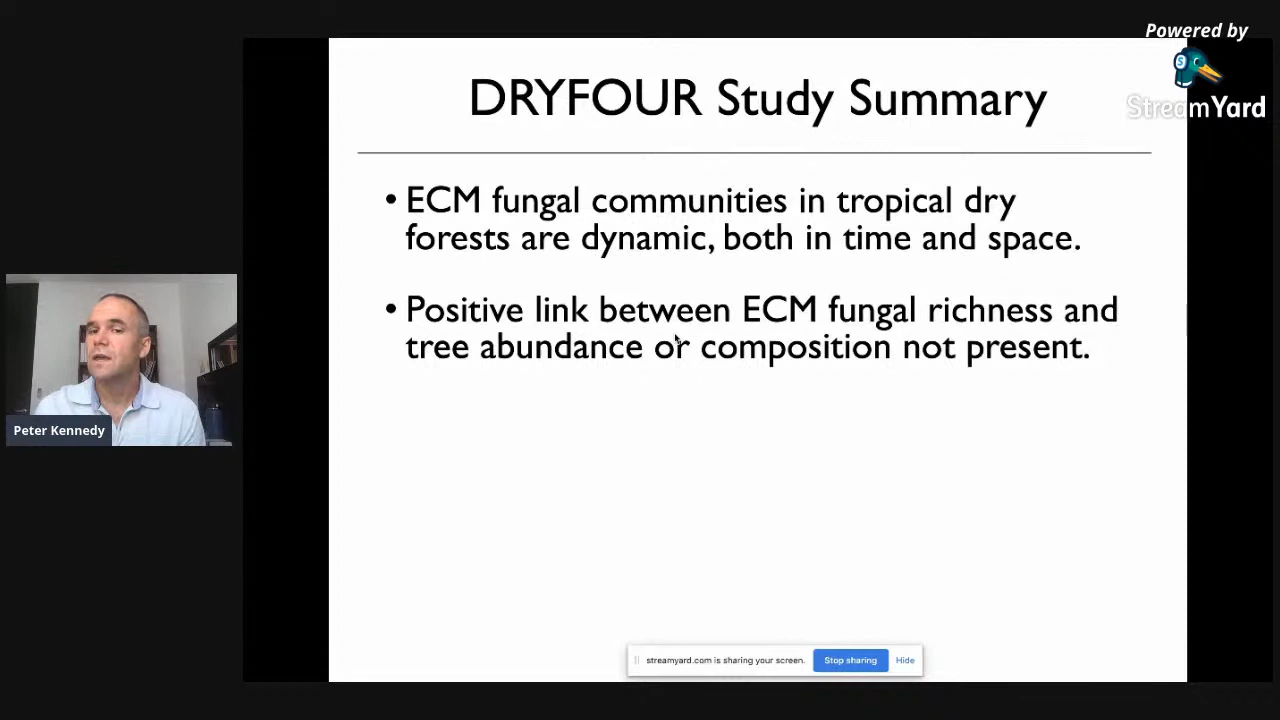 Powered by
StreamYard
DRYFOUR Study Summary
• ECM fungal communities in tropical dry
forests are dynamic, both in time and space.
• Positive link between ECM fungal richness and
tree abundance or composition not present.
Peter Kennedy
streamyard.com is sharing your screen. Stop sharing Hide